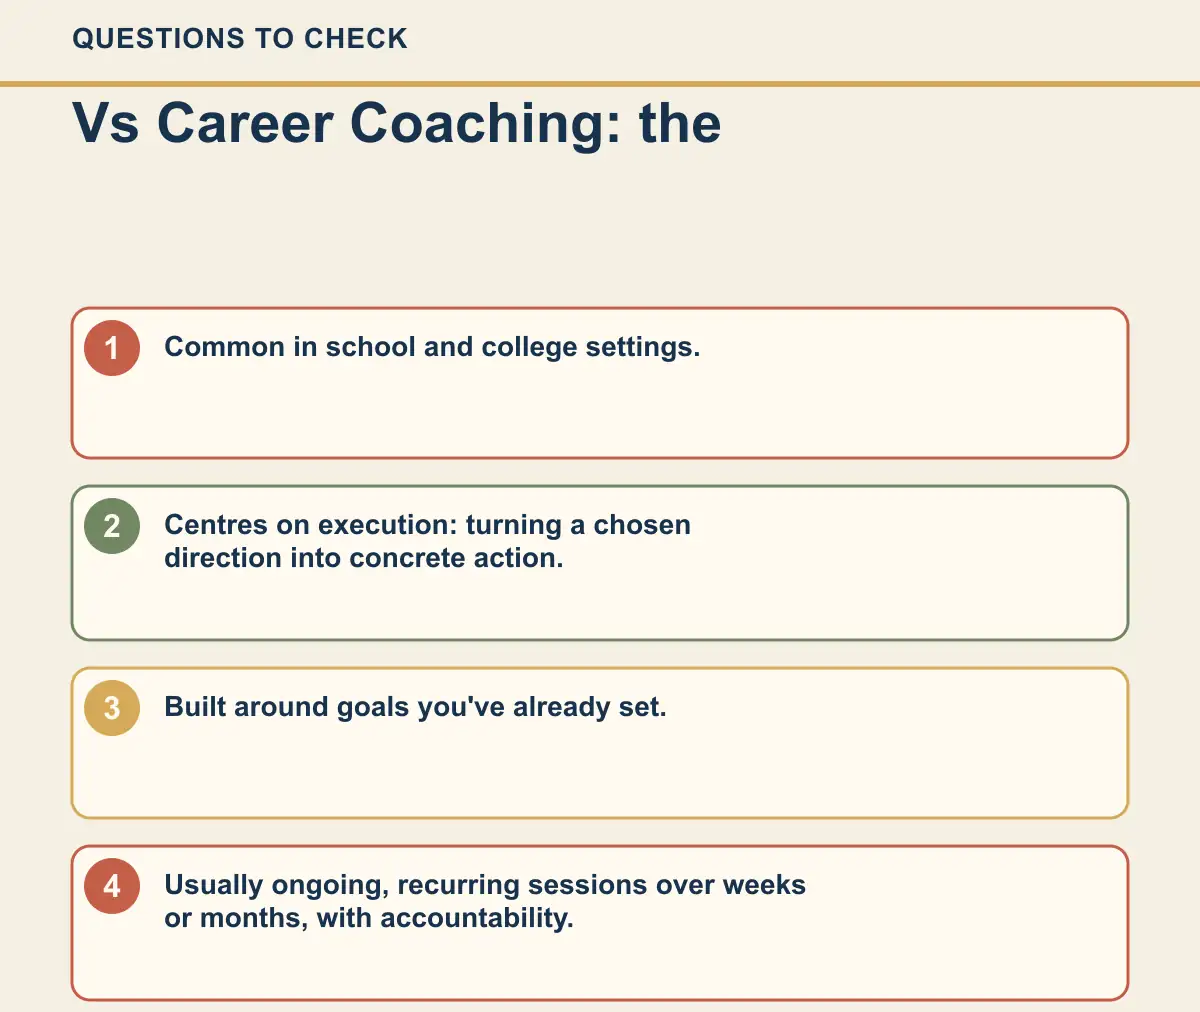 QUESTIONS TO CHECK
Vs Career Coaching: the
1
Common in school and college settings.
2
Centres on execution: turning a chosen
direction into concrete action.
3
Built around goals you've already set.
4
Usually ongoing, recurring sessions over weeks
or months, with accountability.